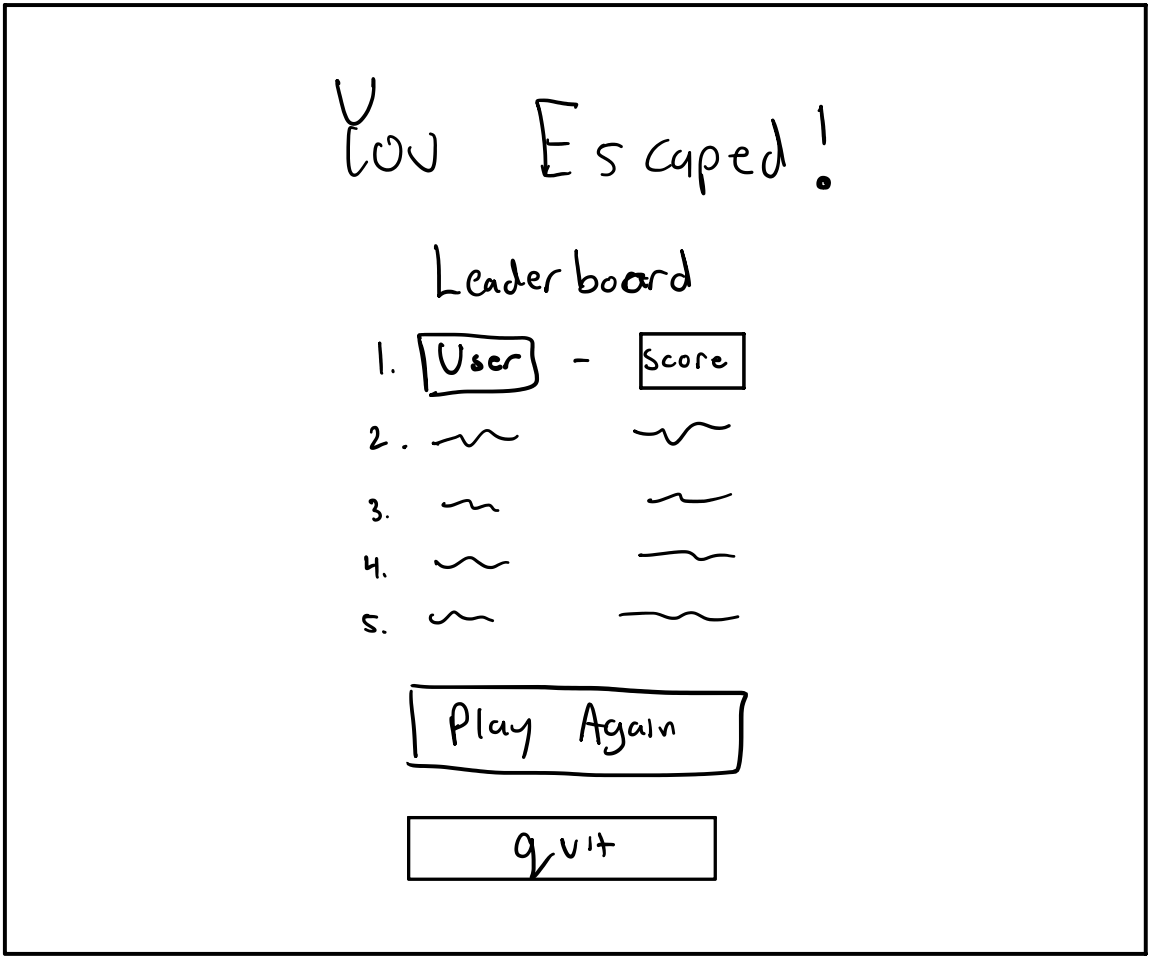 You Escaped!
Leaderboard
1. User - Score
2.
3.
4.
5.
Play Again
quit